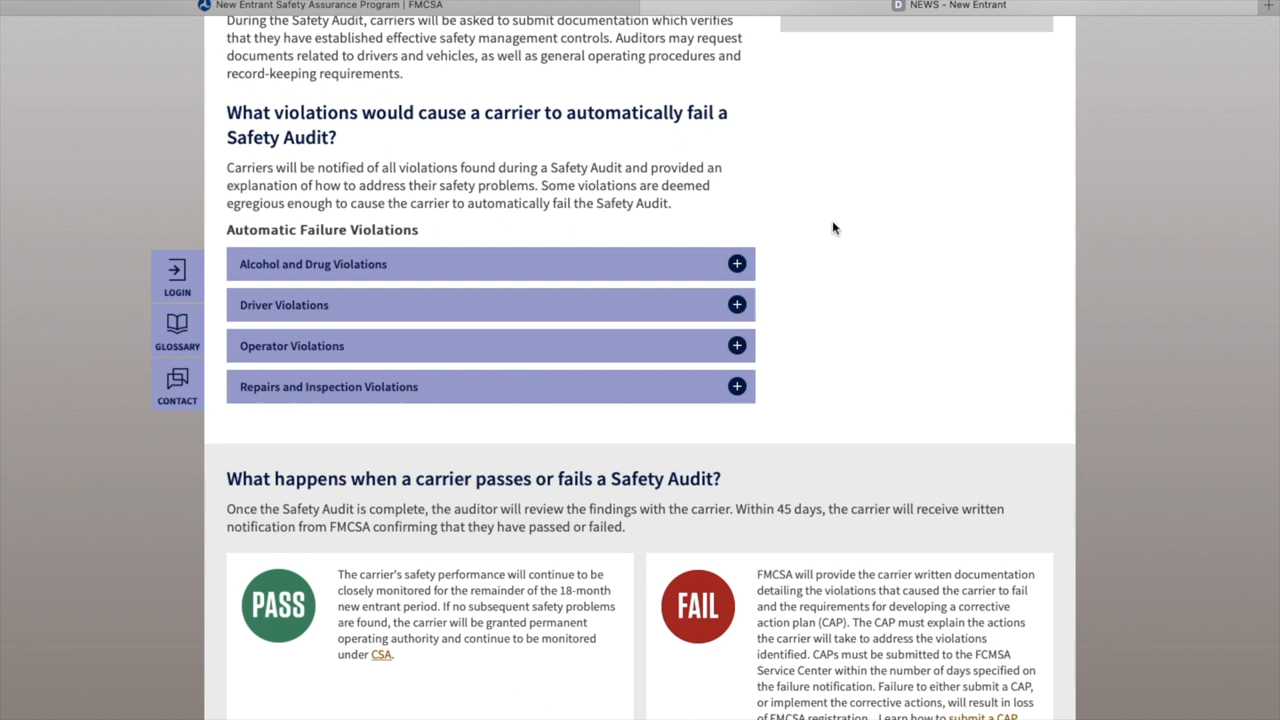 New Entrant Safety Assurance Program | FMCSA
D NEWS - New Entrant
During the Safety Audit, carriers will be asked to submit documentation which verifies
that they have established effective safety management controls. Auditors may request
documents related to drivers and vehicles, as well as general operating procedures and
record-keeping requirements.
What violations would cause a carrier to automatically fail a
Safety Audit?
Carriers will be notified of all violations found during a Safety Audit and provided an
explanation of how to address their safety problems. Some violations are deemed
egregious enough to cause the carrier to automatically fail the Safety Audit.
Automatic Failure Violations
Alcohol and Drug Violations
Driver Violations
Operator Violations
Repairs and Inspection Violations
LOGIN
GLOSSARY
CONTACT
What happens when a carrier passes or fails a Safety Audit?
Once the Safety Audit is complete, the auditor will review the findings with the carrier. Within 45 days, the carrier will receive written
notification from FMCSA confirming that they have passed or failed.
PASS
The carrier's safety performance will continue to be
closely monitored for the remainder of the 18-month
new entrant period. If no subsequent safety problems
are found, the carrier will be granted permanent
operating authority and continue to be monitored
under CSA.
FAIL
FMCSA will provide the carrier written documentation
detailing the violations that caused the carrier to fail
and the requirements for developing a corrective
action plan (CAP). The CAP must explain the actions
the carrier will take to address the violations
identified. CAPs must be submitted to the FCMSA
Service Center within the number of days specified on
the failure notification. Failure to either submit a CAP,
or implement the corrective actions, will result in loss
of FMCSA registration. Learn how to submit a CAP